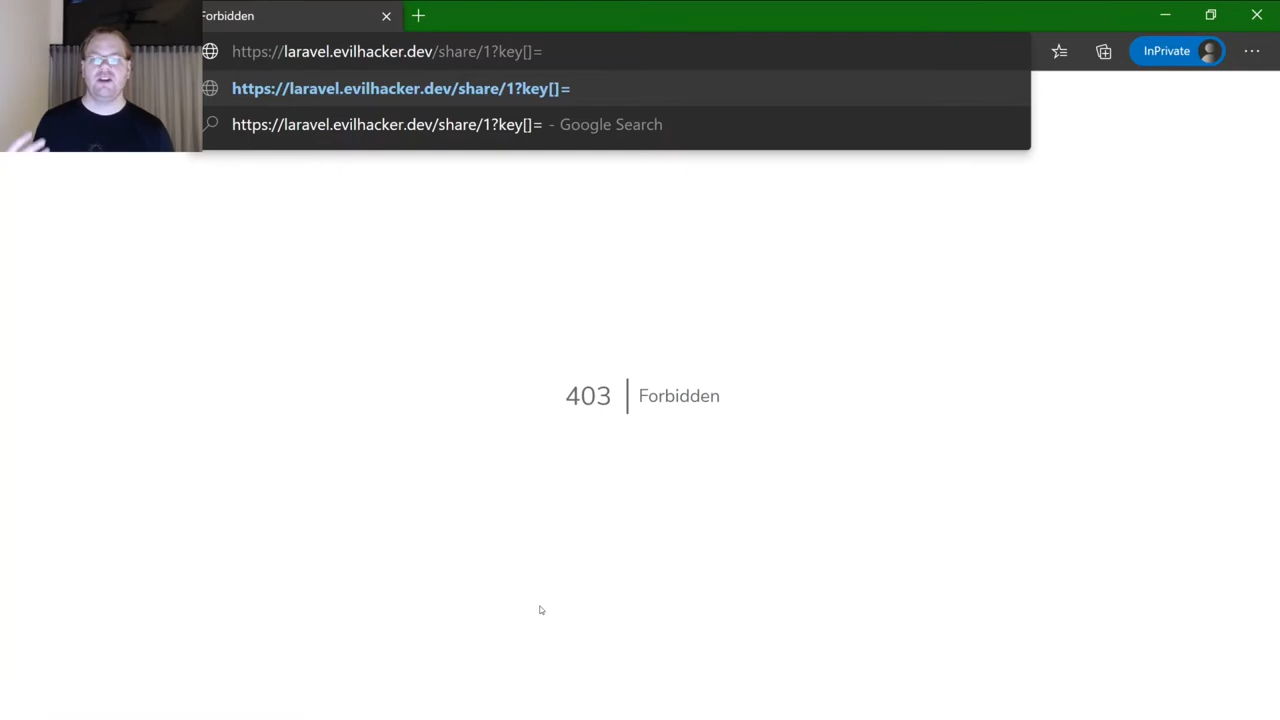 Forbidden
https://laravel.evilhacker.dev/share/1?key[]=
InPrivate
https://laravel.evilhacker.dev/share/1?key[]=
https://laravel.evilhacker.dev/share/1?key[]= - Google Search
403 Forbidden